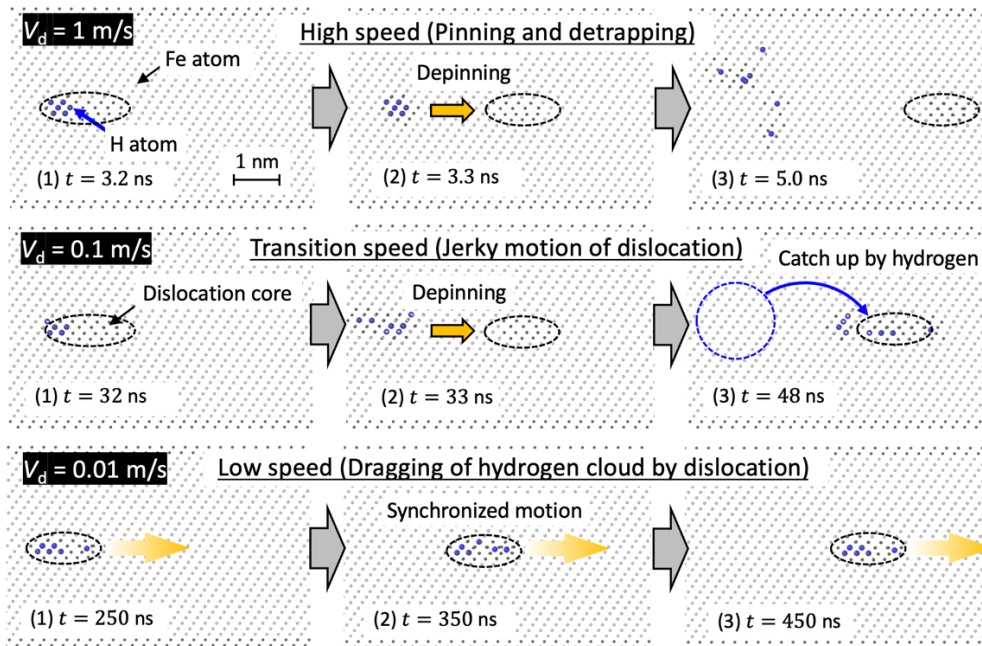 V_d = 1 m/s
High speed (Pinning and detrapping)
Fe atom
H atom
1 nm
(1) t = 3.2 ns
Depinning
(2) t = 3.3 ns
(3) t = 5.0 ns
V_d = 0.1 m/s
Transition speed (Jerky motion of dislocation)
Dislocation core
(1) t = 32 ns
Depinning
(2) t = 33 ns
Catch up by hydrogen
(3) t = 48 ns
V_d = 0.01 m/s
Low speed (Dragging of hydrogen cloud by dislocation)
(1) t = 250 ns
Synchronized motion
(2) t = 350 ns
(3) t = 450 ns